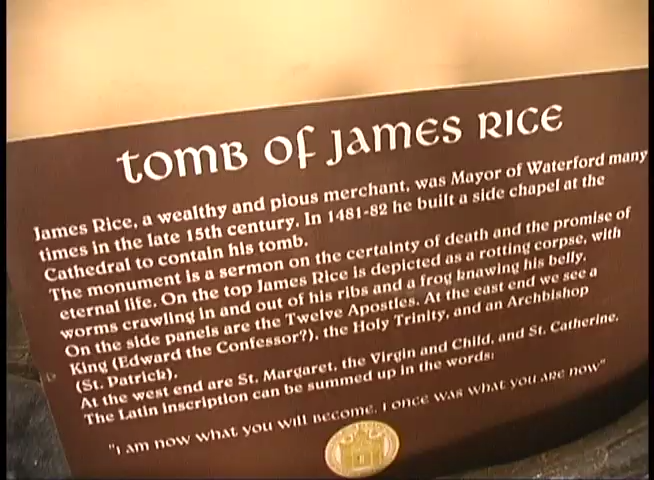 tomb of James Rice
James Rice, a wealthy and pious merchant, was Mayor of Waterford many
times in the late 15th century. In 1481-82 he built a side chapel at the
Cathedral to contain his tomb.
The monument is a sermon on the certainty of death and the promise of
eternal life. On the top James Rice is depicted as a rotting corpse, with
worms crawling in and out of his ribs and a frog knawing his belly.
On the side panels are the Twelve Apostles. At the east end we see a
King (Edward the Confessor?), the Holy Trinity, and an Archbishop
(St. Patrick).
At the west end are St. Margaret, the Virgin and Child, and St. Catherine.
The Latin inscription can be summed up in the words:
"I am now what you will become, I once was what you are now"